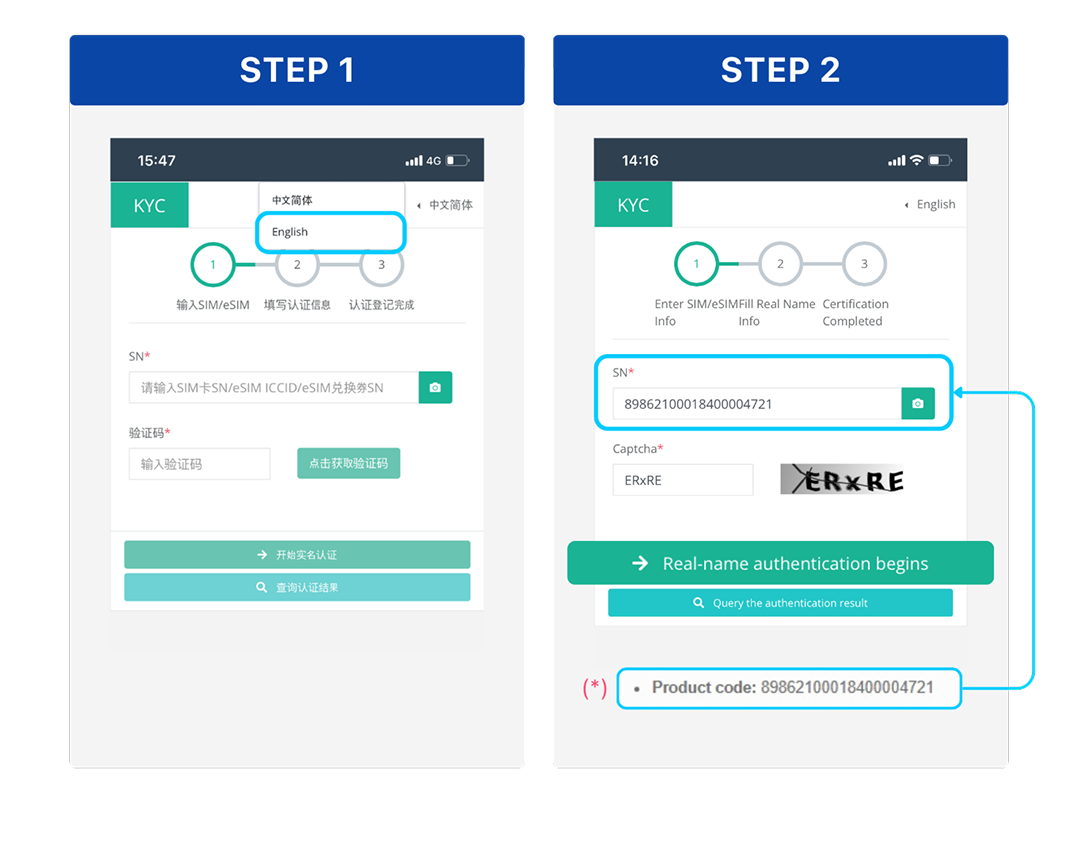 STEP 1
15:47
4G
KYC
中文简体
中文简体
English
1
2
3
输入SIM/eSIM
填写认证信息
认证登记完成
SN*
请输入SIM卡SN/eSIM ICCID/eSIM兑换券SN
验证码*
输入验证码
点击获取验证码
开始实名认证
查询认证结果
STEP 2
14:16
KYC
English
1
2
3
Enter SIM/eSIM
Info
Fill Real Name
Info
Certification
Completed
SN*
89862100018400004721
Captcha*
ERxRE
ERxRE
Real-name authentication begins
Query the authentication result
(*)
• Product code: 89862100018400004721